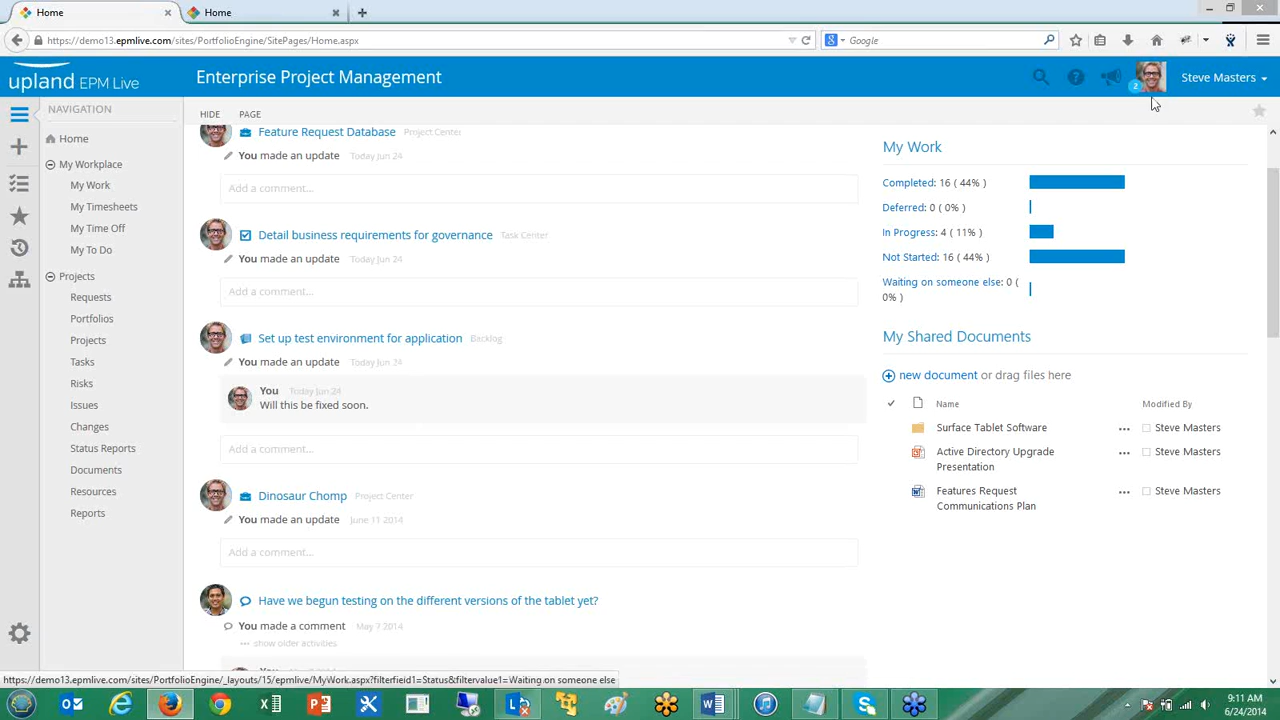 Home
Home
https://demo13.epmlive.com/sites/PortfolioEngine/SitePages/Home.aspx
Google
upland EPM Live
Enterprise Project Management
2
Steve Masters
NAVIGATION
HIDE PAGE
Home
My Workplace
My Work
My Timesheets
My Time Off
My To Do
Projects
Requests
Portfolios
Projects
Tasks
Risks
Issues
Changes
Status Reports
Documents
Resources
Reports
Feature Request Database Project Center
You made an update Today Jun 24
Add a comment...
Detail business requirements for governance Task Center
You made an update Today Jun 24
Add a comment...
Set up test environment for application Backlog
You made an update Today Jun 24
You Today Jun 24
Will this be fixed soon.
Add a comment...
Dinosaur Chomp Project Center
You made an update June 11 2014
Add a comment...
Have we begun testing on the different versions of the tablet yet?
You made a comment May 7 2014
show older activities
You
My Work
Completed: 16 ( 44% )
Deferred: 0 ( 0% )
In Progress: 4 ( 11% )
Not Started: 16 ( 44% )
Waiting on someone else: 0 (
0% )
My Shared Documents
new document or drag files here
Name Modified By
Surface Tablet Software Steve Masters
Active Directory Upgrade Steve Masters
Presentation
Features Request Steve Masters
Communications Plan
https://demo13.epmlive.com/sites/PortfolioEngine/_layouts/15/epmlive/MyWork.aspx?filterfield1=Status&filtervalue1=Waiting on someone else
9:11 AM
6/24/2014